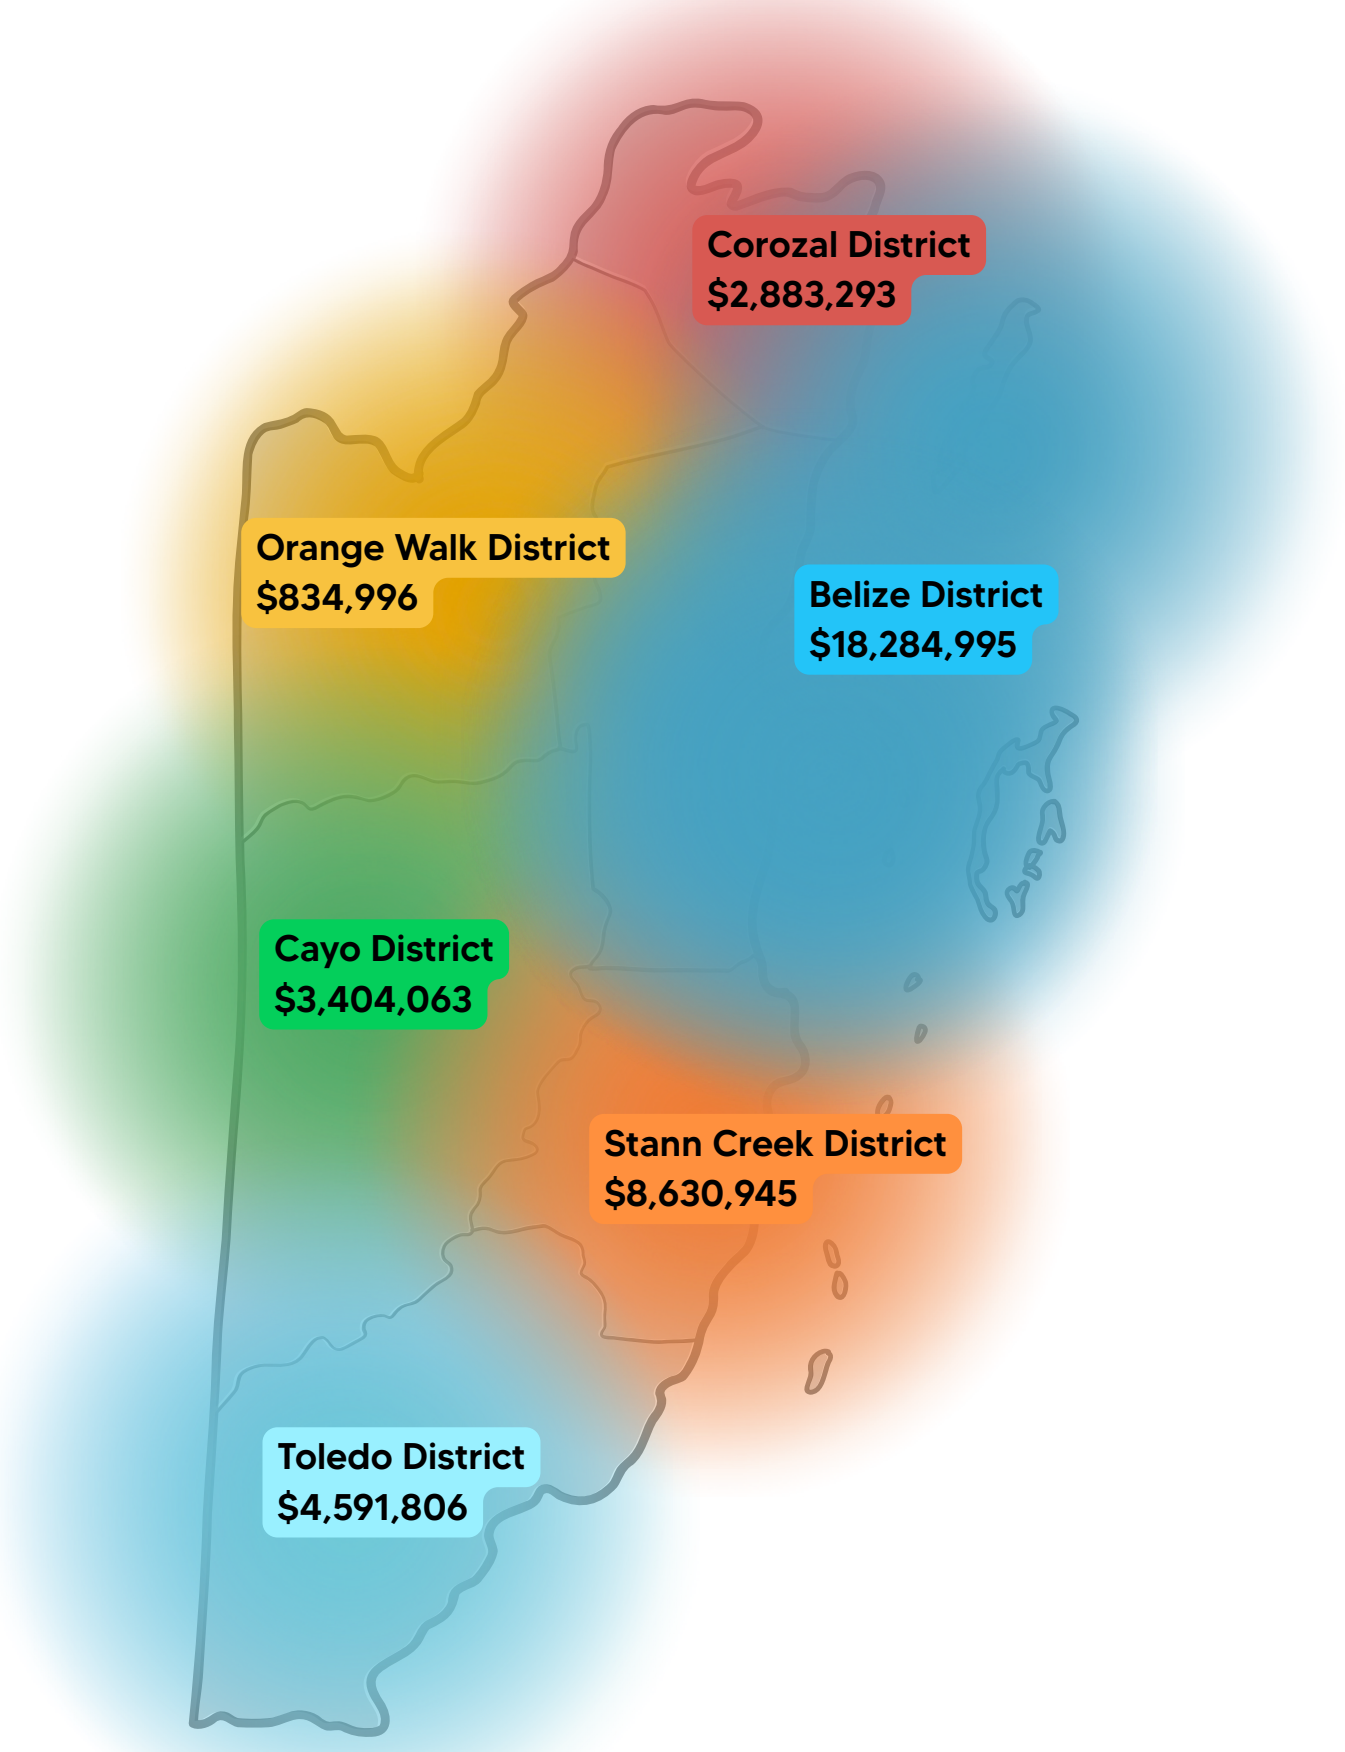 Corozal District
$2,883,293
Orange Walk District
$834,996
Belize District
$18,284,995
Cayo District
$3,404,063
Stann Creek District
$8,630,945
Toledo District
$4,591,806